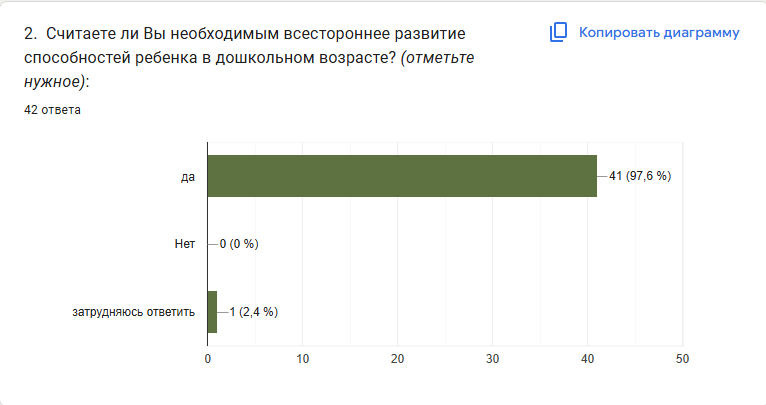 2. Считаете ли Вы необходимым всестороннее развитие
способностей ребенка в дошкольном возрасте? (отметьте
нужное):
Копировать диаграмму
42 ответа
да
41 (97,6 %)
Нет
0 (0 %)
затрудняюсь ответить
1 (2,4 %)
0 10 20 30 40 50